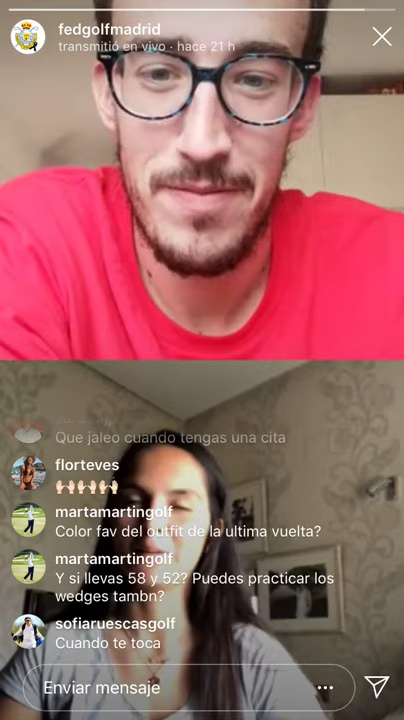 fedgolfmadrid
transmitió en vivo · hace 21 h
Que jaleo cuando tengas una cita
florteves
🙌🏻🙌🏻🙌🏻
martamartingolf
Color fav del outfit de la ultima vuelta?
martamartingolf
Y si llevas 58 y 52? Puedes practicar los
wedges tambn?
sofiaruescasgolf
Cuando te toca
Enviar mensaje